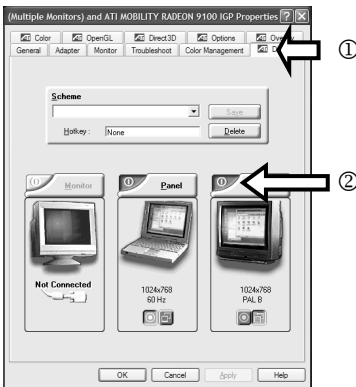 (Multiple Monitors) and ATI MOBILITY RADEON 9100 IGP Properties
Color OpenGL Direct3D Options Overlay
General Adapter Monitor Troubleshoot Color Management
①
Scheme
Save
Hotkey: None Delete
②
Monitor Panel
Not Connected
1024x768
60 Hz
1024x768
PAL B
OK Cancel Apply Help